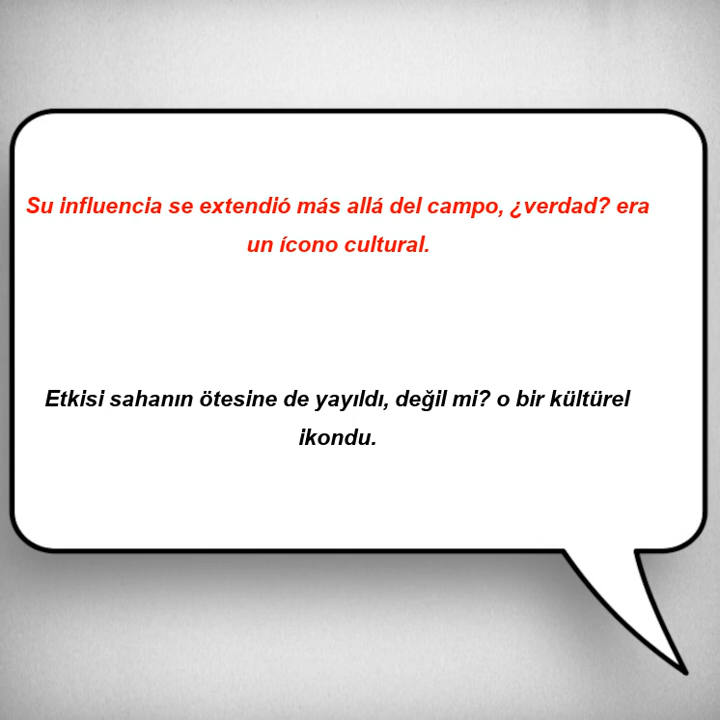 Su influencia se extendió más allá del campo, ¿verdad? era
un ícono cultural.
Etkisi sahanın ötesine de yayıldı, değil mi? o bir kültürel
ikondu.